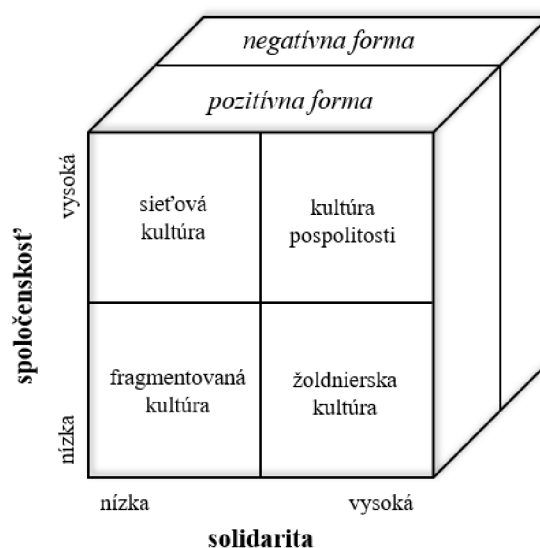 negatívna forma
pozitívna forma
vysoká
sieťová
kultúra
kultúra
pospolitosti
spoločenskosť
fragmentovaná
kultúra
žoldnierska
kultúra
nízka
nízka
vysoká
solidarita